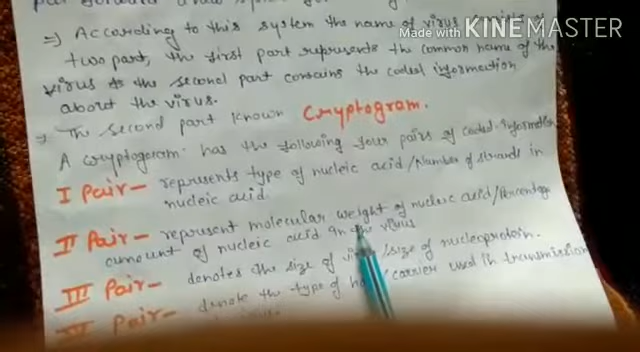 Made with KINEMASTER
⇒ According to this system the name of virus consists of
two part, the first part represents the common name of the
virus & the second part contains the coded information
about the virus.
→ The second part known Cryptogram.
A cryptogram has the following four pairs of coded information
I Pair - represents type of nucleic acid/Number of strands in
nucleic acid.
II Pair - represent molecular weight of nucleic acid/Percentage
amount of nucleic acid in the virus
III Pair - denotes the size of /size of nucleoprotein.
Pair - denote the type of / carrier used in transmission